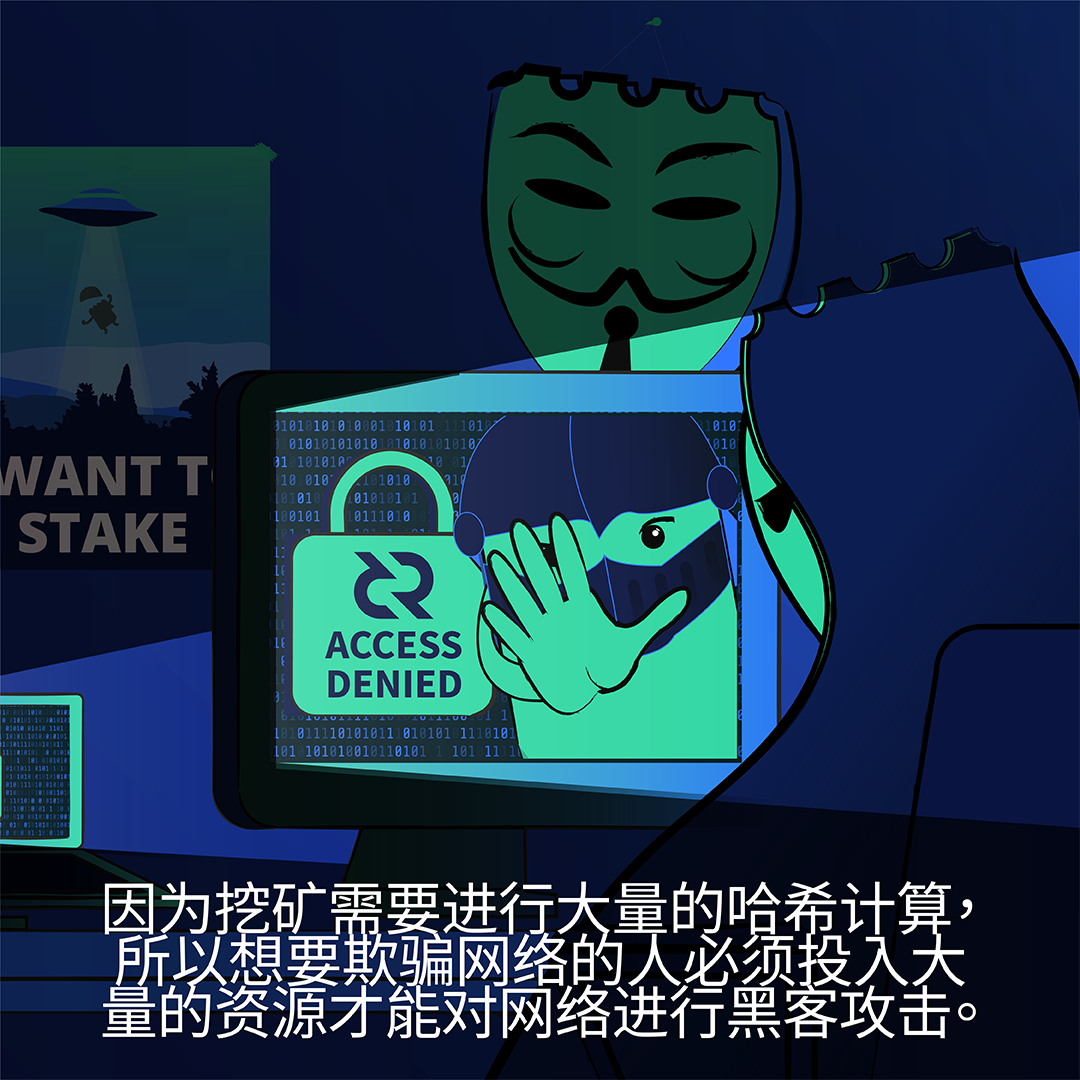 WANT TO
STAKE
ACCESS
DENIED
因为挖矿需要进行大量的哈希计算，
所以想要欺骗网络的人必须投入大
量的资源才能对网络进行黑客攻击。